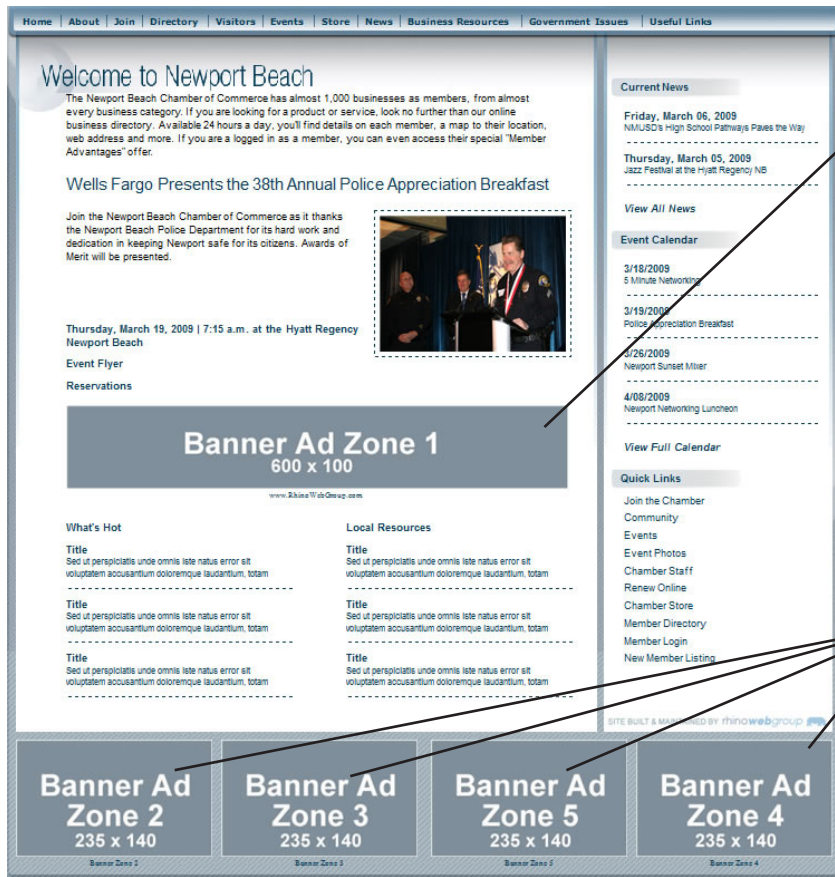 Home | About | Join | Directory | Visitors | Events | Store | News | Business Resources | Government Issues | Useful Links
Welcome to Newport Beach
The Newport Beach Chamber of Commerce has almost 1,000 businesses as members, from almost
every business category. If you are looking for a product or service, look no further than our online
business directory. Available 24 hours a day, you'll find details on each member, a map to their location,
web address and more. If you are a logged in as a member, you can even access their special "Member
Advantages" offer.
Wells Fargo Presents the 38th Annual Police Appreciation Breakfast
Join the Newport Beach Chamber of Commerce as it thanks
the Newport Beach Police Department for its hard work and
dedication in keeping Newport safe for its citizens. Awards of
Merit will be presented.
Thursday, March 19, 2009 | 7:15 a.m. at the Hyatt Regency
Newport Beach
Event Flyer
Reservations
Banner Ad Zone 1
600 x 100
www.RhinoWebGroup.com
What's Hot
Title
Sed ut perspiciatis unde omnis iste natus error sit
voluptatem accusantium doloremque laudantium, totam
Title
Sed ut perspiciatis unde omnis iste natus error sit
voluptatem accusantium doloremque laudantium, totam
Title
Sed ut perspiciatis unde omnis iste natus error sit
voluptatem accusantium doloremque laudantium, totam
Local Resources
Title
Sed ut perspiciatis unde omnis iste natus error sit
voluptatem accusantium doloremque laudantium, totam
Title
Sed ut perspiciatis unde omnis iste natus error sit
voluptatem accusantium doloremque laudantium, totam
Title
Sed ut perspiciatis unde omnis iste natus error sit
voluptatem accusantium doloremque laudantium, totam
Current News
Friday, March 06, 2009
NMUSD's High School Pathways Paves the Way
Thursday, March 05, 2009
Jazz Festival at the Hyatt Regency NB
View All News
Event Calendar
3/18/2009
5 Minute Networking
3/19/2009
Police Appreciation Breakfast
3/26/2009
Newport Sunset Mixer
4/08/2009
Newport Networking Luncheon
View Full Calendar
Quick Links
Join the Chamber
Community
Events
Event Photos
Chamber Staff
Renew Online
Chamber Store
Member Directory
Member Login
New Member Listing
SITE BUILT & MAINTAINED BY rhinowebgroup
Banner Ad
Zone 2
235 x 140
Banner Zone 2
Banner Ad
Zone 3
235 x 140
Banner Zone 3
Banner Ad
Zone 5
235 x 140
Banner Zone 5
Banner Ad
Zone 4
235 x 140
Banner Zone 4